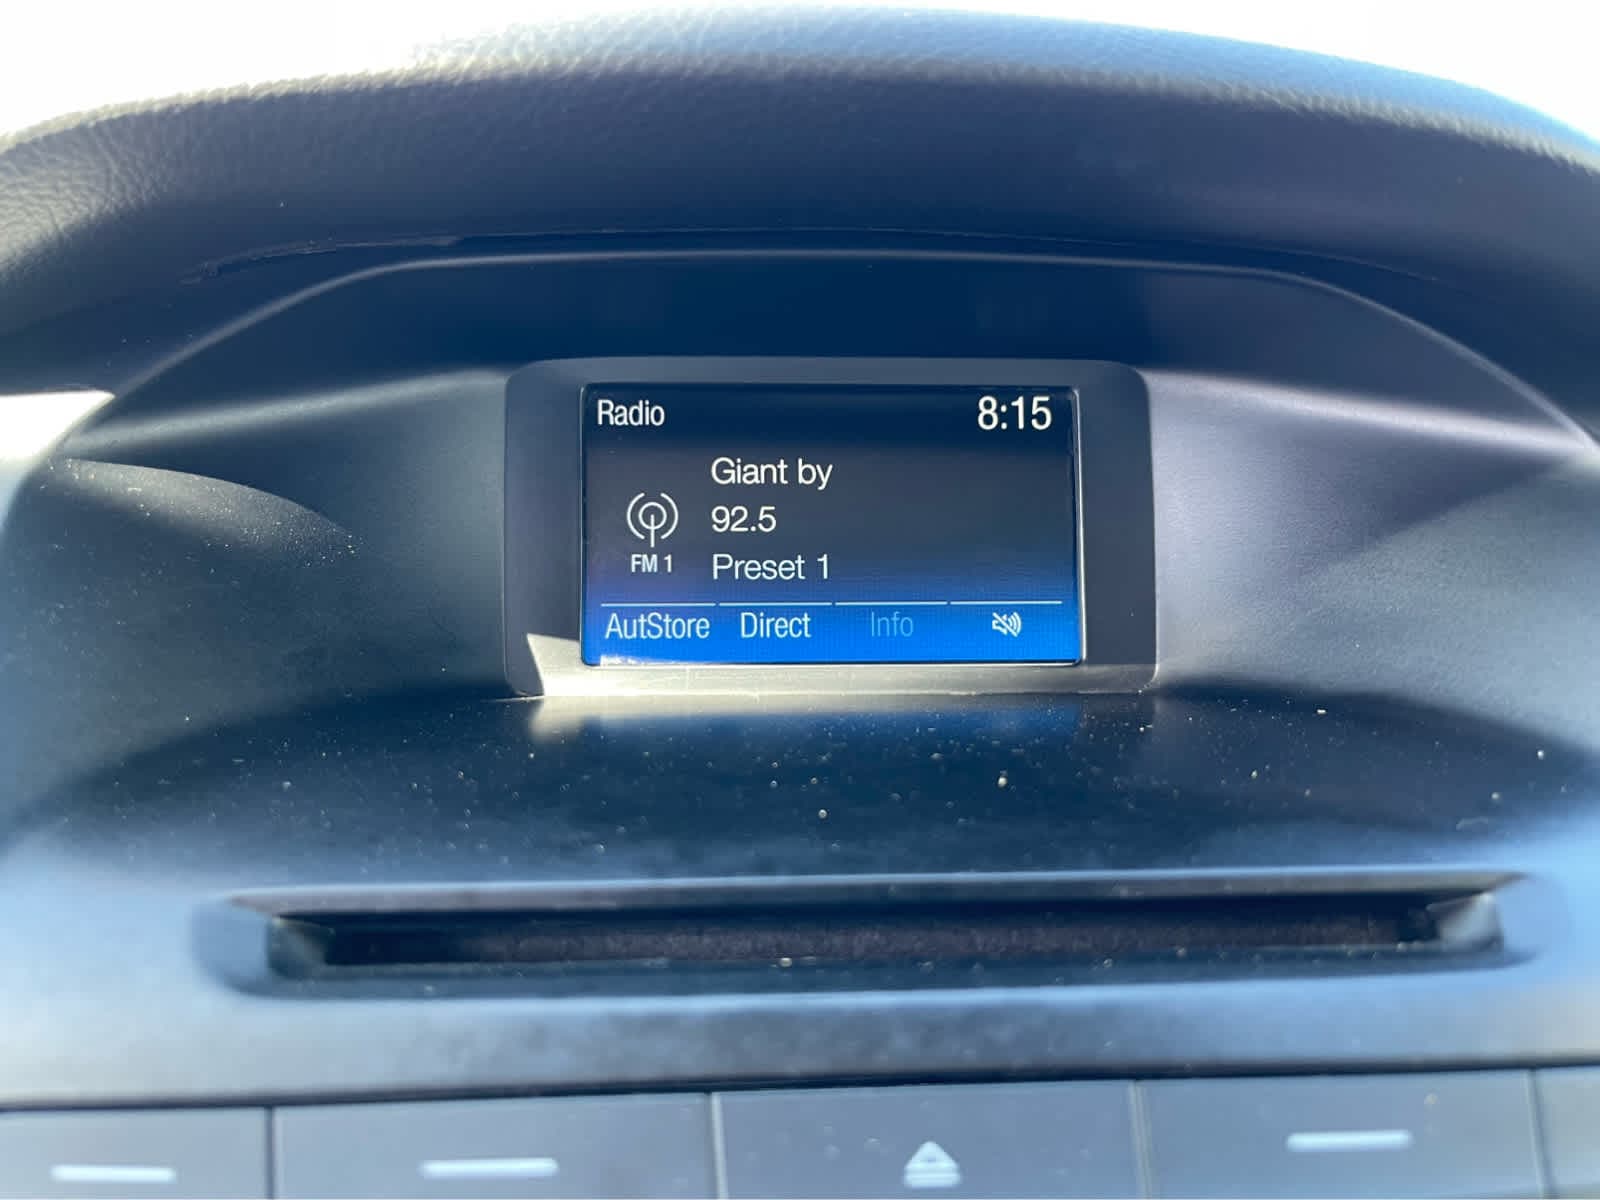 Radio 8:15
Giant by
92.5
FM 1
Preset 1
AutStore Direct Info